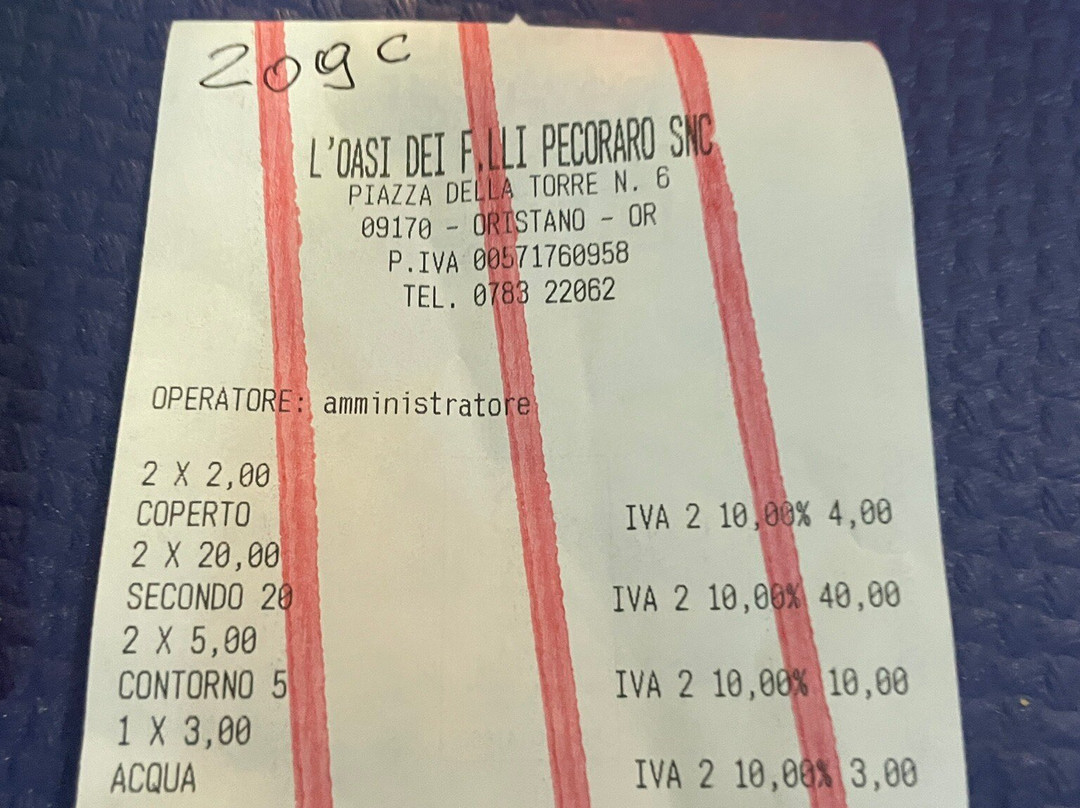 209 C
L'OASI DEI F.LLI PECORARO SNC
PIAZZA DELLA TORRE N. 6
09170 - ORISTANO - OR
P.IVA 00571760958
TEL. 0783 22062
OPERATORE: amministratore
2 X 2,00
COPERTO IVA 2 10,00% 4,00
2 X 20,00
SECONDO 20 IVA 2 10,00% 40,00
2 X 5,00
CONTORNO 5 IVA 2 10,00% 10,00
1 X 3,00
ACQUA IVA 2 10,00% 3,00